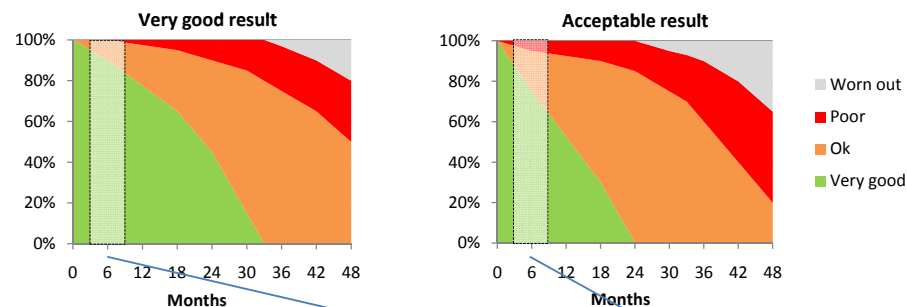 Very good result
100%
80%
60%
40%
20%
0%
0 6 12 18 24 30 36 42 48
Months
Acceptable result
100%
80%
60%
40%
20%
0%
0 6 12 18 24 30 36 42 48
Months
Worn out
Poor
Ok
Very good